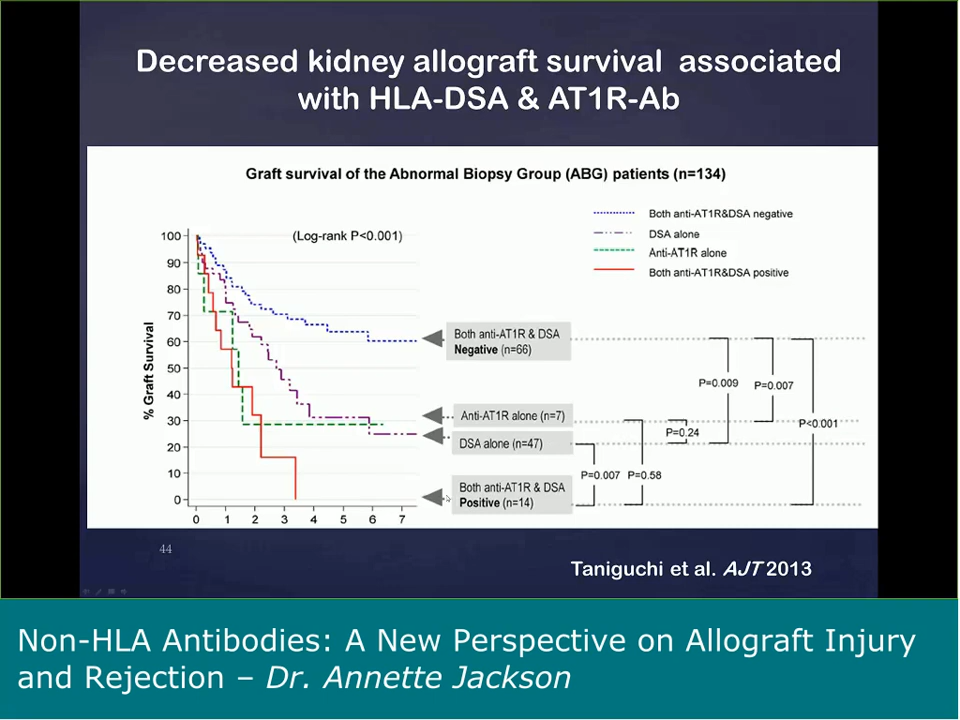 Decreased kidney allograft survival associated
with HLA-DSA & AT1R-Ab
Graft survival of the Abnormal Biopsy Group (ABG) patients (n=134)
Both anti-AT1R&DSA negative
DSA alone
Anti-AT1R alone
Both anti-AT1R&DSA positive
(Log-rank P<0.001)
% Graft Survival
100
90
80
70
60
50
40
30
20
10
0
0 1 2 3 4 5 6 7
Both anti-AT1R & DSA
Negative (n=66)
Anti-AT1R alone (n=7)
DSA alone (n=47)
Both anti-AT1R & DSA
Positive (n=14)
P=0.009
P=0.007
P<0.001
P=0.24
P=0.007
P=0.58
44
Taniguchi et al. AJT 2013
Non-HLA Antibodies: A New Perspective on Allograft Injury
and Rejection – Dr. Annette Jackson